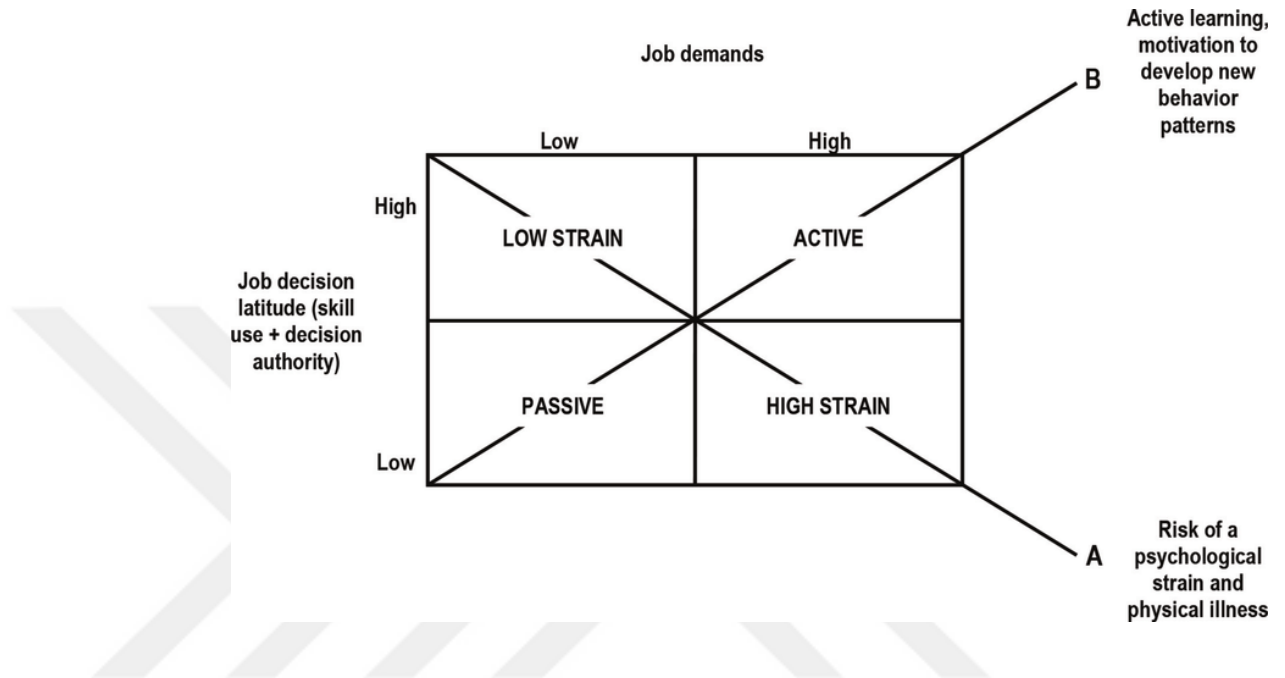 Active learning,
motivation to
develop new
behavior
patterns
Job demands
B
Low
High
High
LOW STRAIN
ACTIVE
Job decision
latitude (skill
use + decision
authority)
PASSIVE
HIGH STRAIN
Low
A
Risk of a
psychological
strain and
physical illness